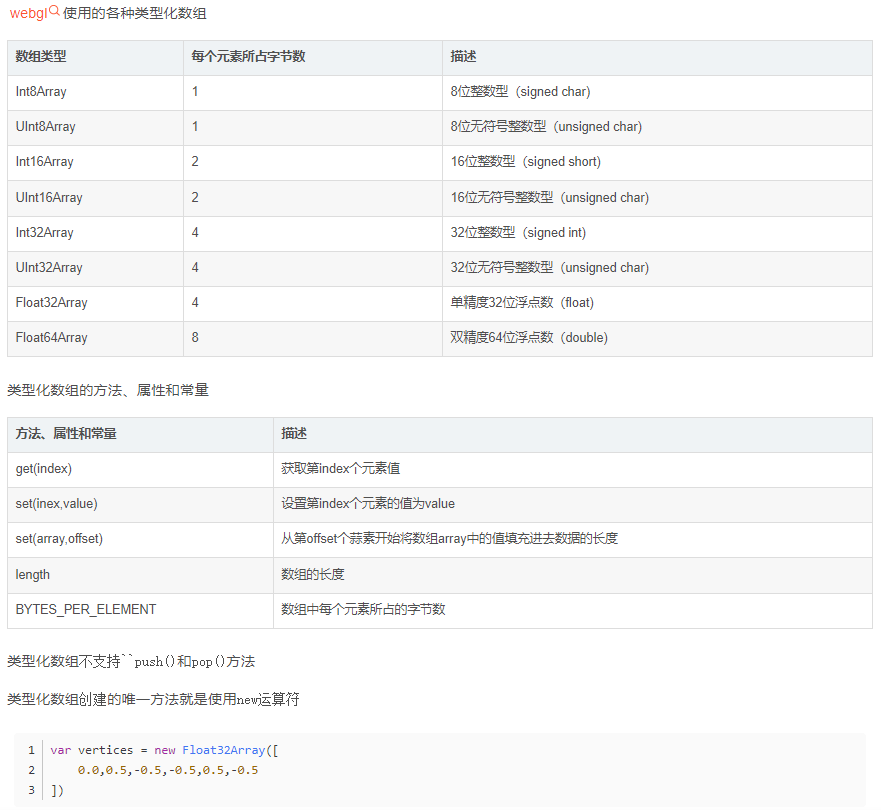 webgl 使用的各种类型化数组
数组类型 每个元素所占字节数 描述
Int8Array 1 8位整数型（signed char)
UInt8Array 1 8位无符号整数型（unsigned char)
Int16Array 2 16位整数型（signed short)
UInt16Array 2 16位无符号整数型（unsigned char)
Int32Array 4 32位整数型（signed int)
UInt32Array 4 32位无符号整数型（unsigned char)
Float32Array 4 单精度32位浮点数（float)
Float64Array 8 双精度64位浮点数（double)
类型化数组的方法、属性和常量
方法、属性和常量 描述
get(index) 获取第index个元素值
set(inex,value) 设置第index个元素的值为value
set(array,offset) 从第offset个蒜素开始将数组array中的值填充进去数据的长度
length 数组的长度
BYTES_PER_ELEMENT 数组中每个元素所占的字节数
类型化数组不支持``push()和pop()方法
类型化数组创建的唯一方法就是使用new运算符
1 var vertices = new Float32Array([
2 0.0,0.5,-0.5,-0.5,0.5,-0.5
3 ])